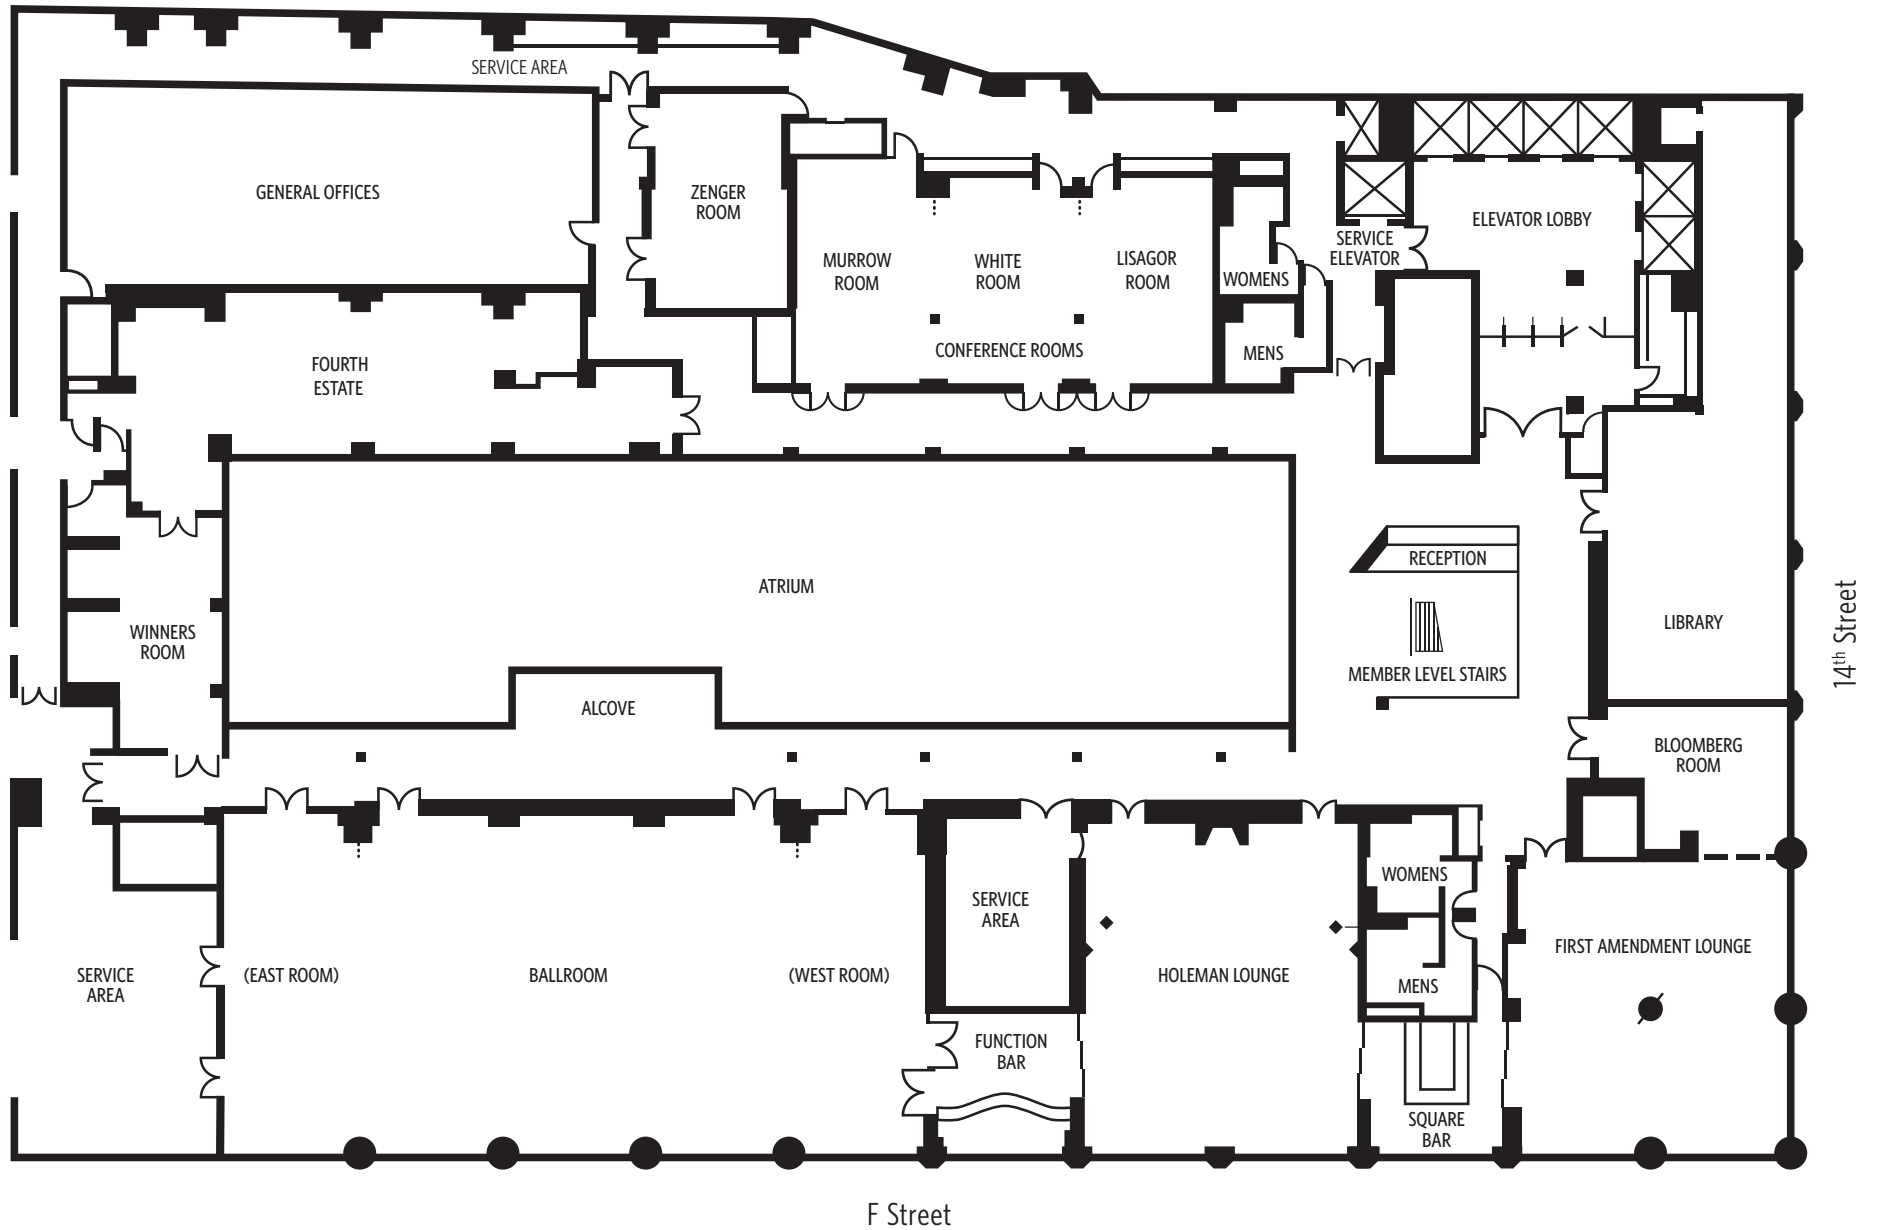 SERVICE AREA
GENERAL OFFICES
ZENGER
ROOM
MURROW
ROOM
WHITE
ROOM
LISAGOR
ROOM
CONFERENCE ROOMS
WOMENS
MENS
SERVICE
ELEVATOR
ELEVATOR LOBBY
FOURTH
ESTATE
ATRIUM
RECEPTION
MEMBER LEVEL STAIRS
LIBRARY
14th Street
WINNERS
ROOM
ALCOVE
BLOOMBERG
ROOM
SERVICE
AREA
(EAST ROOM)
BALLROOM
(WEST ROOM)
SERVICE
AREA
FUNCTION
BAR
HOLEMAN LOUNGE
WOMENS
MENS
SQUARE
BAR
FIRST AMENDMENT LOUNGE
F Street